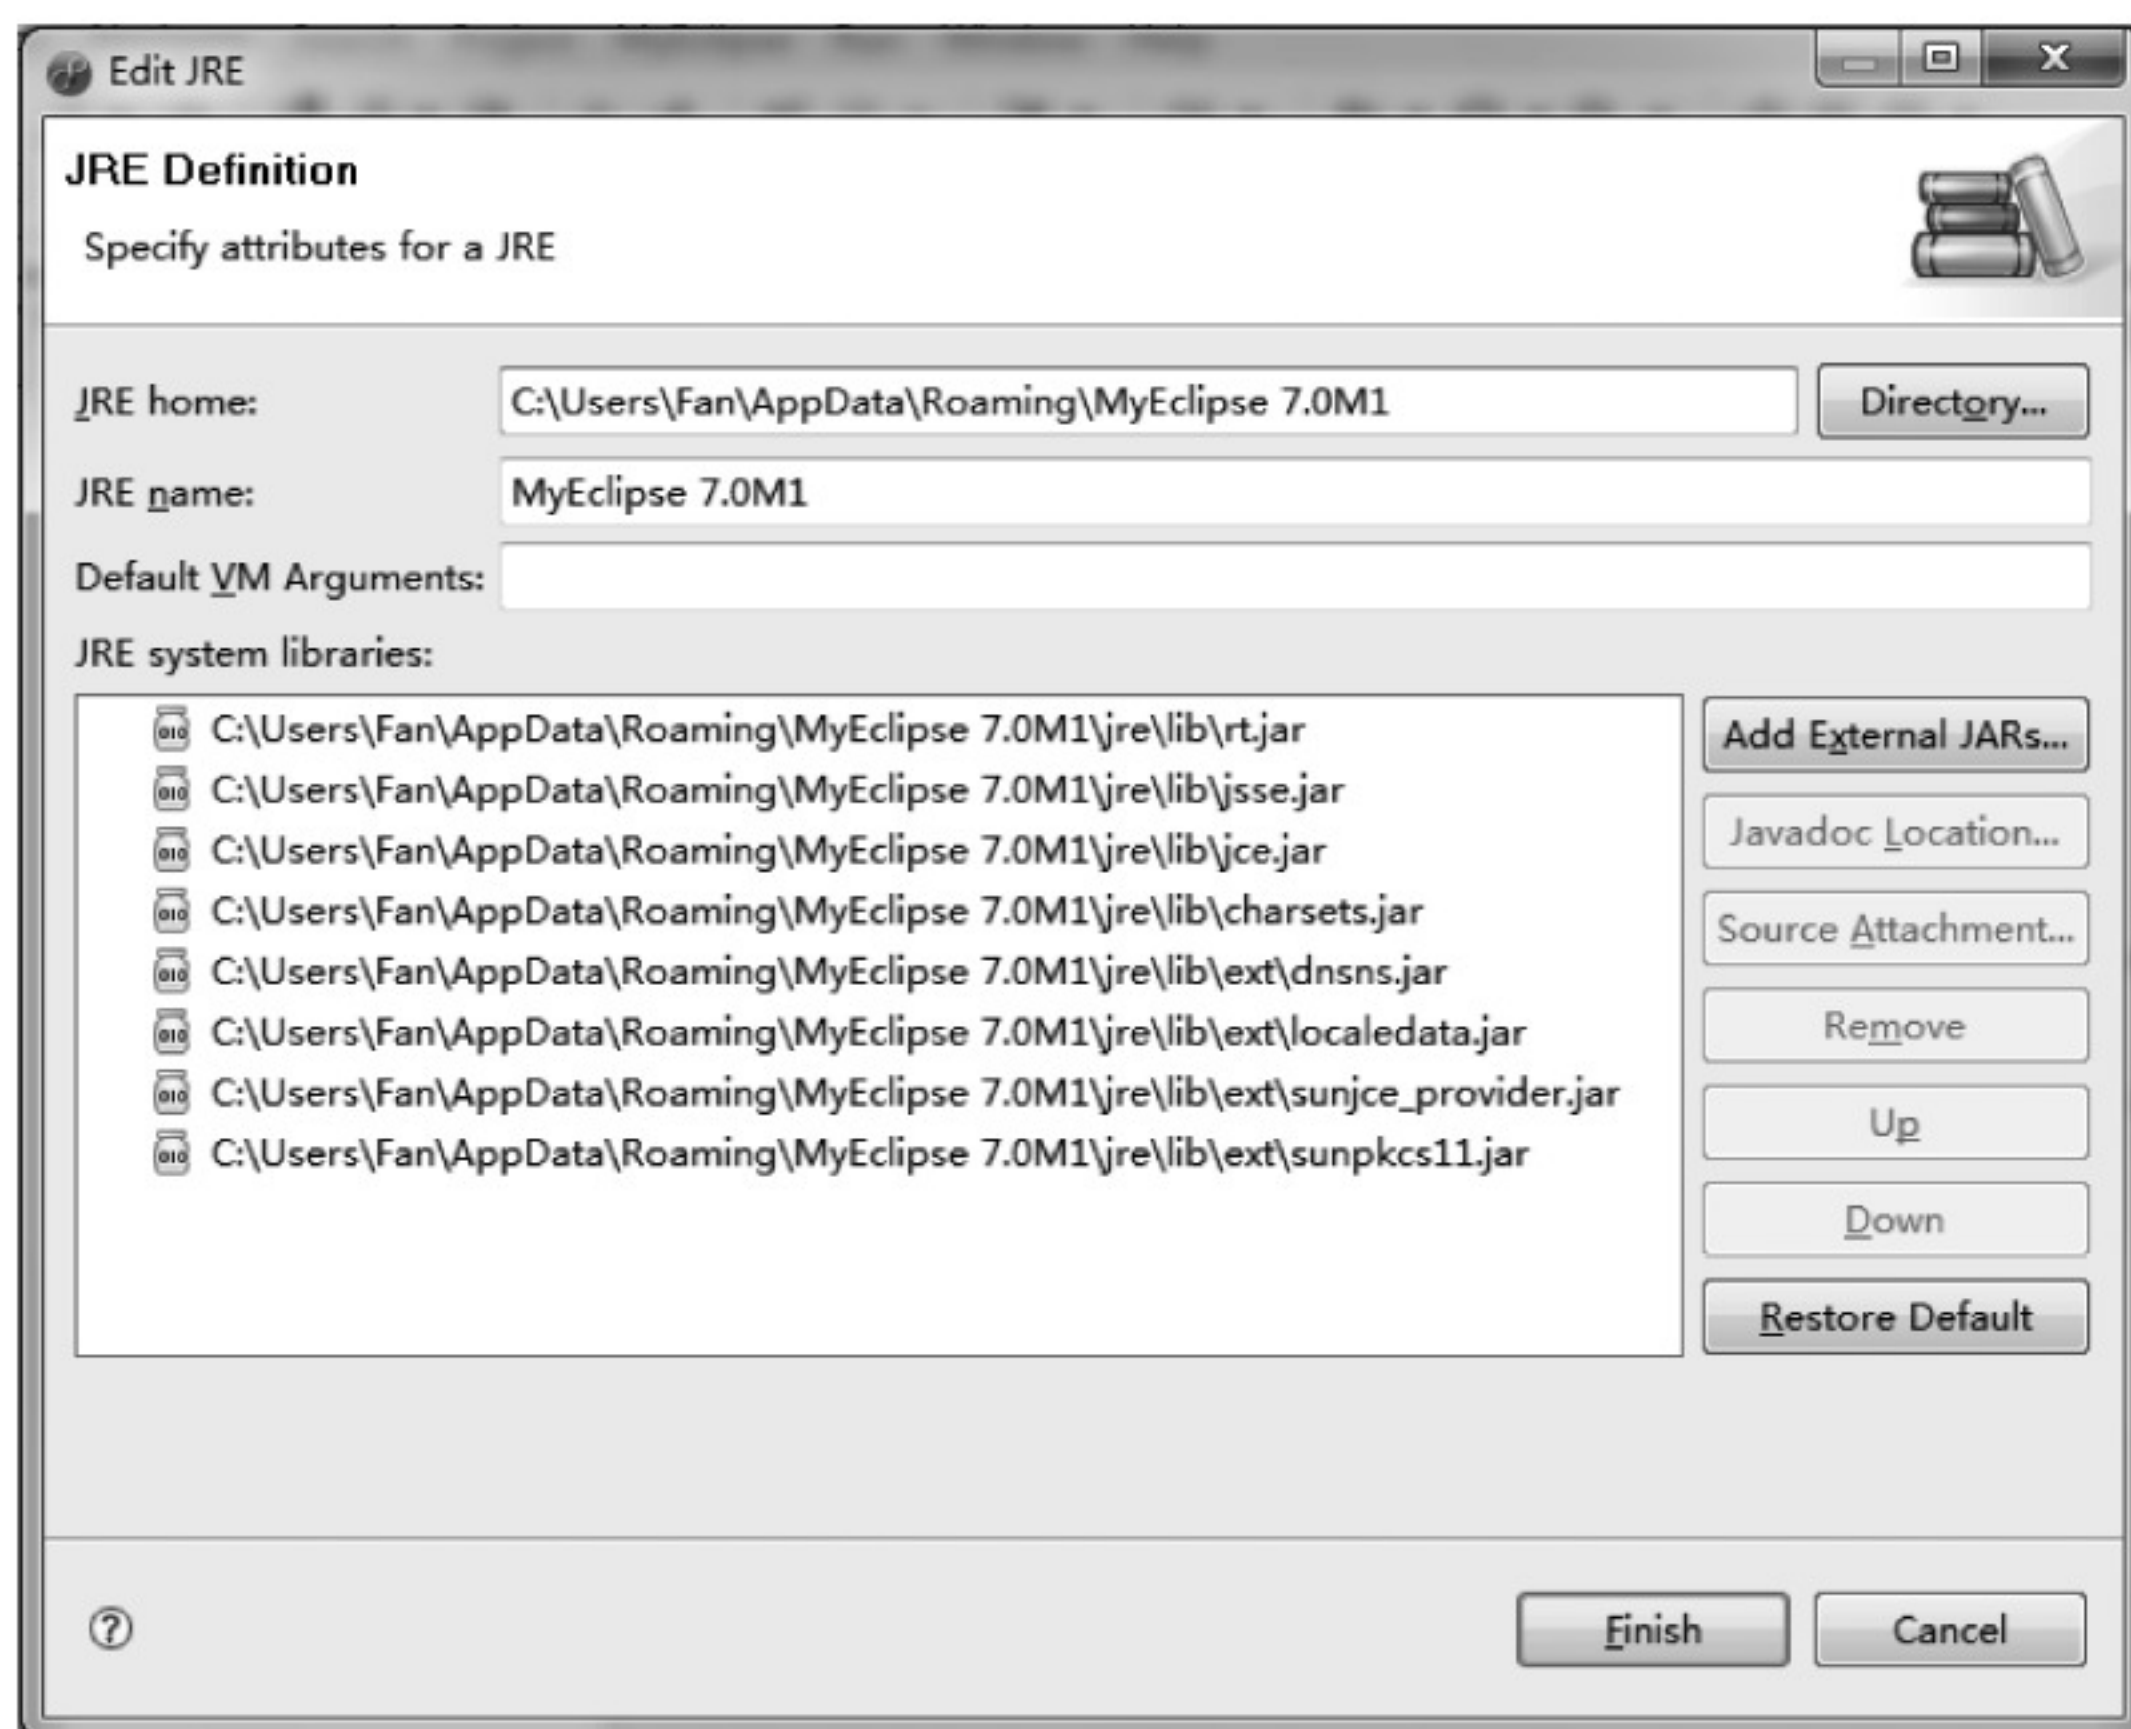 Edit JRE
JRE Definition
Specify attributes for a JRE
JRE home: C:\Users\Fan\AppData\Roaming\MyEclipse 7.0M1 Directory...
JRE name: MyEclipse 7.0M1
Default VM Arguments:
JRE system libraries:
C:\Users\Fan\AppData\Roaming\MyEclipse 7.0M1\jre\lib\rt.jar
C:\Users\Fan\AppData\Roaming\MyEclipse 7.0M1\jre\lib\jsse.jar
C:\Users\Fan\AppData\Roaming\MyEclipse 7.0M1\jre\lib\jce.jar
C:\Users\Fan\AppData\Roaming\MyEclipse 7.0M1\jre\lib\charsets.jar
C:\Users\Fan\AppData\Roaming\MyEclipse 7.0M1\jre\lib\ext\dnsns.jar
C:\Users\Fan\AppData\Roaming\MyEclipse 7.0M1\jre\lib\ext\localedata.jar
C:\Users\Fan\AppData\Roaming\MyEclipse 7.0M1\jre\lib\ext\sunjce_provider.jar
C:\Users\Fan\AppData\Roaming\MyEclipse 7.0M1\jre\lib\ext\sunpkcs11.jar
Add External JARs...
Javadoc Location...
Source Attachment...
Remove
Up
Down
Restore Default
Finish Cancel